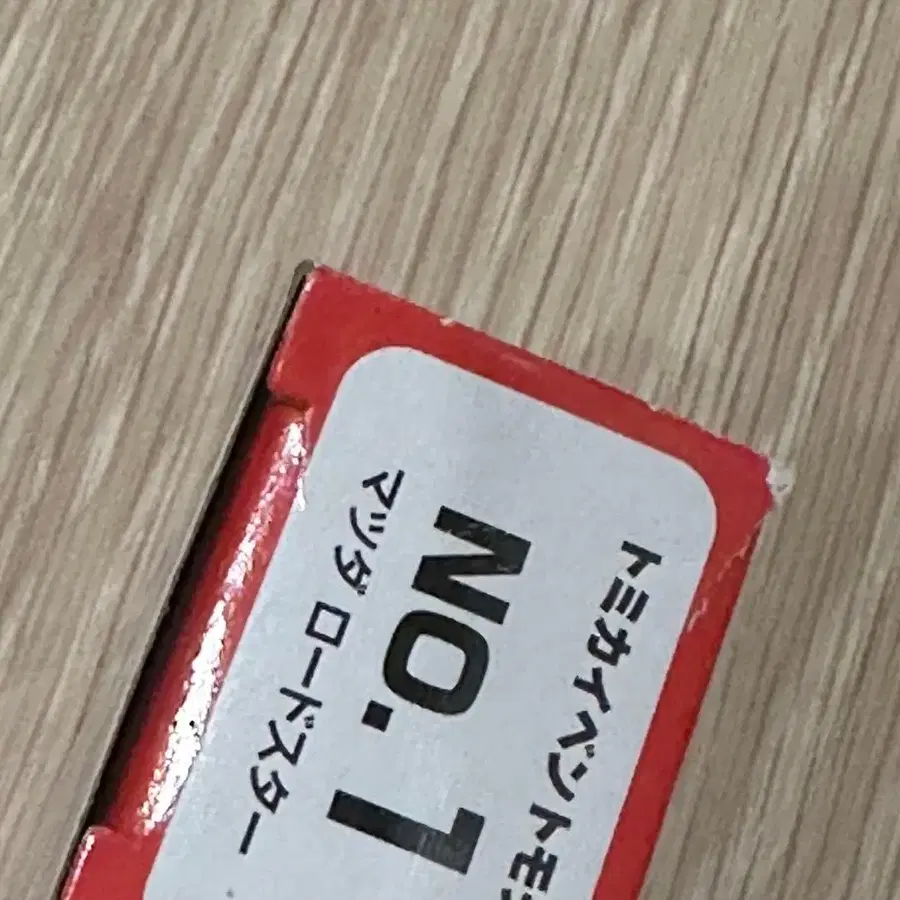 トミカイベントモデ
NO. 1
マツダ ロードスター